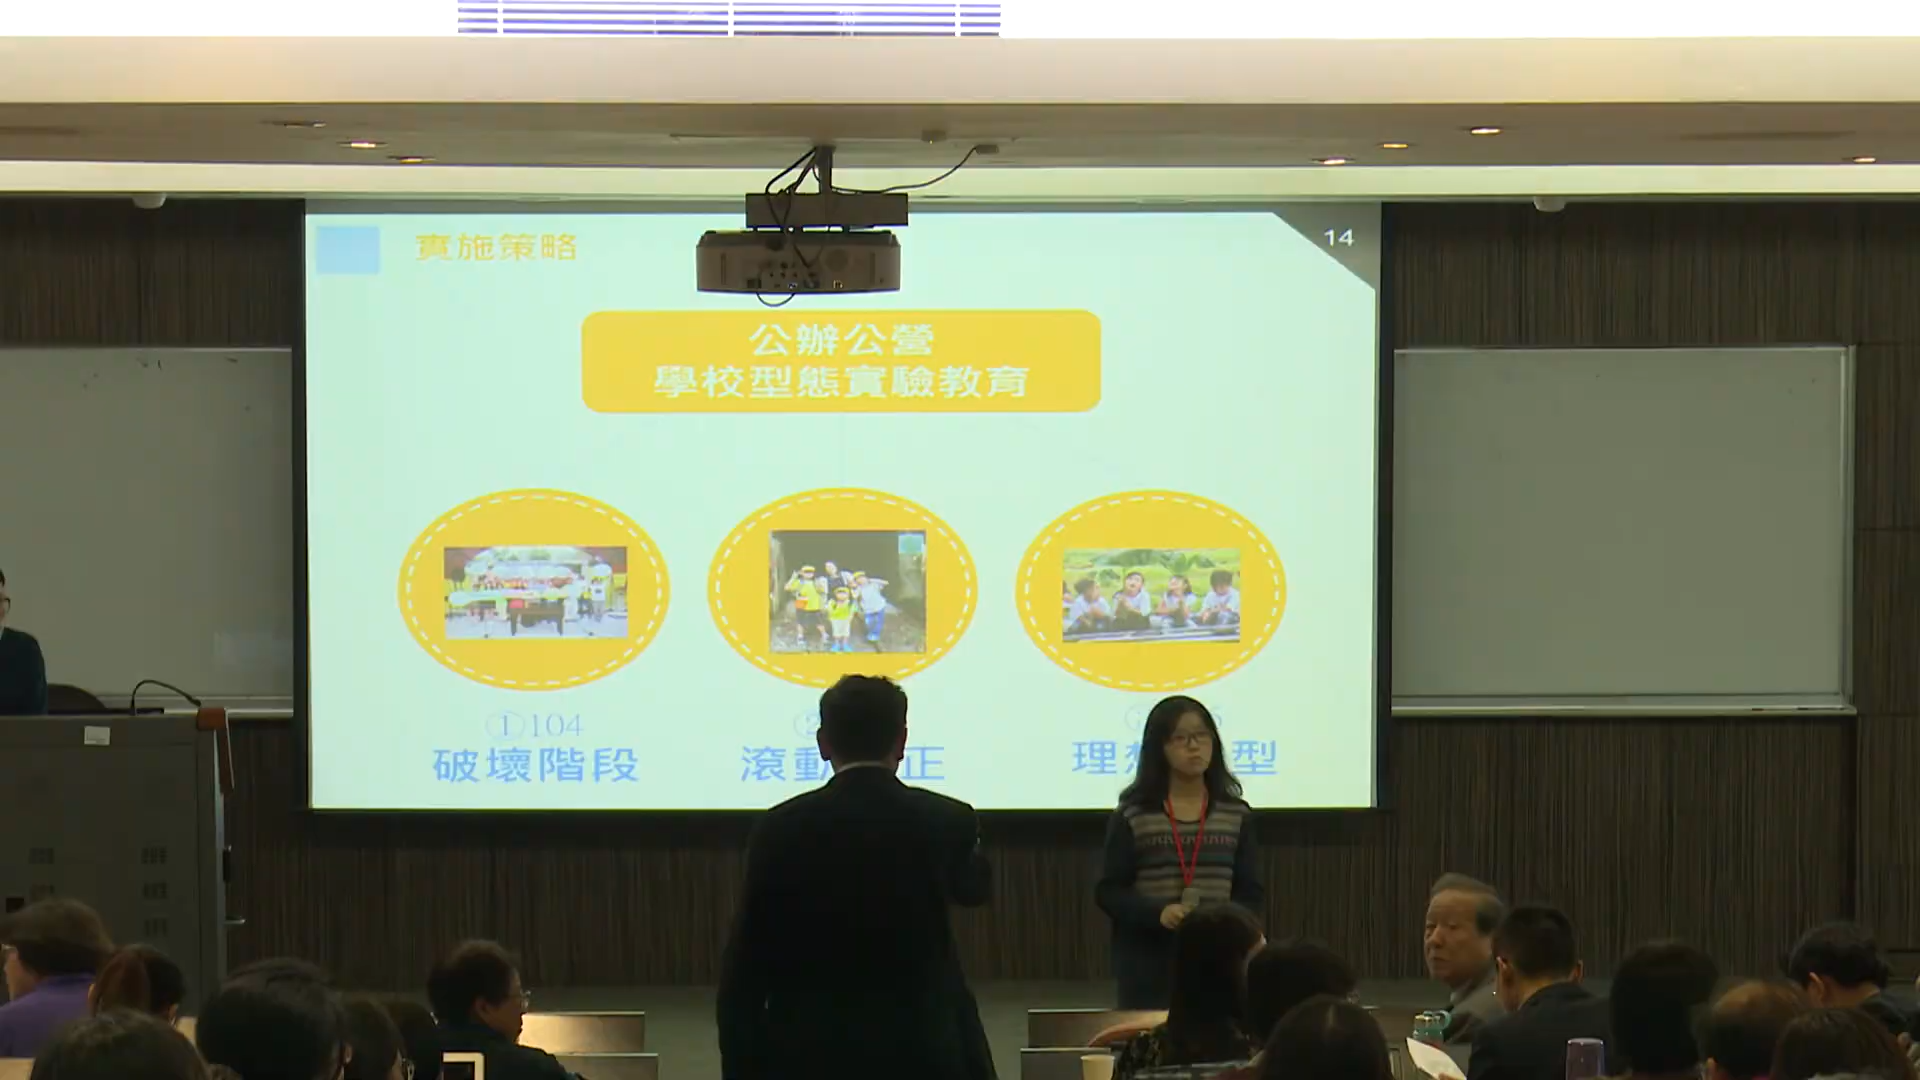 實施策略
14
公辦公營
學校型態實驗教育
①104
破壞階段
滾動 正
理 型